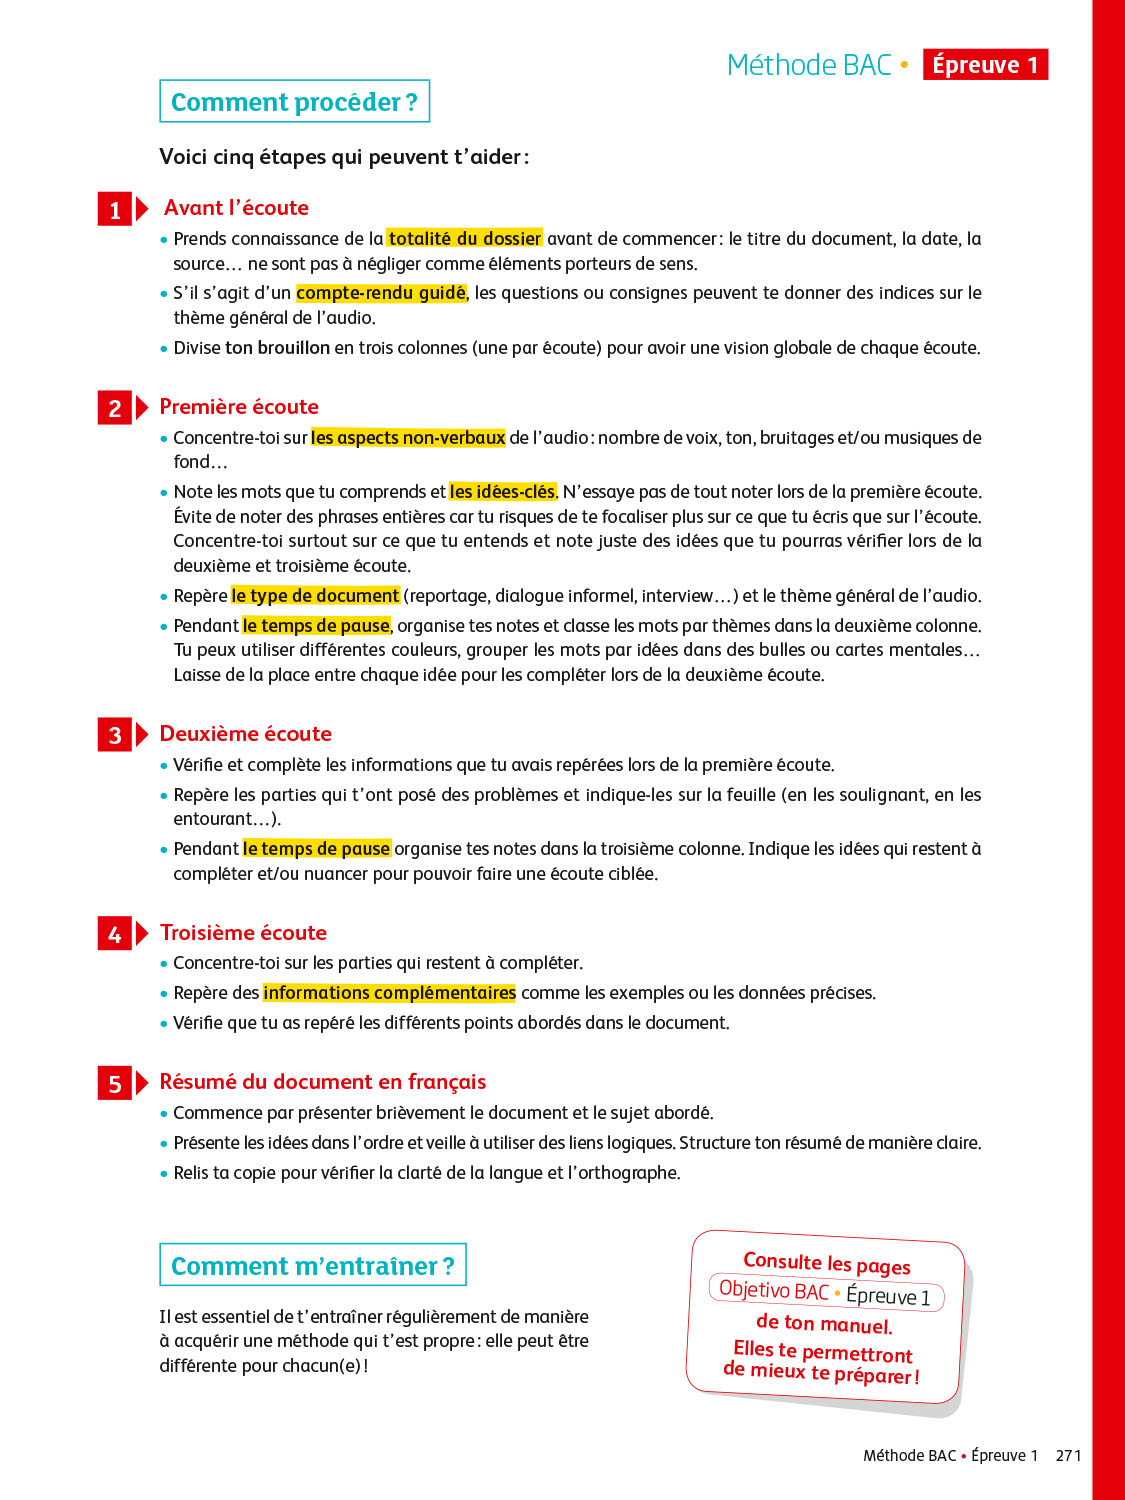 Méthode BAC • Épreuve 1
Comment procéder ?
Voici cinq étapes qui peuvent t’aider :
1 Avant l’écoute
• Prends connaissance de la totalité du dossier avant de commencer : le titre du document, la date, la
source… ne sont pas à négliger comme éléments porteurs de sens.
• S’il s’agit d’un compte-rendu guidé, les questions ou consignes peuvent te donner des indices sur le
thème général de l’audio.
• Divise ton brouillon en trois colonnes (une par écoute) pour avoir une vision globale de chaque écoute.
2 Première écoute
• Concentre-toi sur les aspects non-verbaux de l’audio : nombre de voix, ton, bruitages et/ou musiques de
fond…
• Note les mots que tu comprends et les idées-clés. N’essaye pas de tout noter lors de la première écoute.
Évite de noter des phrases entières car tu risques de te focaliser plus sur ce que tu écris que sur l’écoute.
Concentre-toi surtout sur ce que tu entends et note juste des idées que tu pourras vérifier lors de la
deuxième et troisième écoute.
• Repère le type de document (reportage, dialogue informel, interview…) et le thème général de l’audio.
• Pendant le temps de pause, organise tes notes et classe les mots par thèmes dans la deuxième colonne.
Tu peux utiliser différentes couleurs, grouper les mots par idées dans des bulles ou cartes mentales…
Laisse de la place entre chaque idée pour les compléter lors de la deuxième écoute.
3 Deuxième écoute
• Vérifie et complète les informations que tu avais repérées lors de la première écoute.
• Repère les parties qui t’ont posé des problèmes et indique-les sur la feuille (en les soulignant, en les
entourant…).
• Pendant le temps de pause organise tes notes dans la troisième colonne. Indique les idées qui restent à
compléter et/ou nuancer pour pouvoir faire une écoute ciblée.
4 Troisième écoute
• Concentre-toi sur les parties qui restent à compléter.
• Repère des informations complémentaires comme les exemples ou les données précises.
• Vérifie que tu as repéré les différents points abordés dans le document.
5 Résumé du document en français
• Commence par présenter brièvement le document et le sujet abordé.
• Présente les idées dans l’ordre et veille à utiliser des liens logiques. Structure ton résumé de manière claire.
• Relis ta copie pour vérifier la clarté de la langue et l’orthographe.
Comment m’entraîner ?
Il est essentiel de t’entraîner régulièrement de manière
à acquérir une méthode qui t’est propre : elle peut être
différente pour chacun(e) !
Consulte les pages
Objetivo BAC • Épreuve 1
de ton manuel.
Elles te permettront
de mieux te préparer !
Méthode BAC • Épreuve 1 271